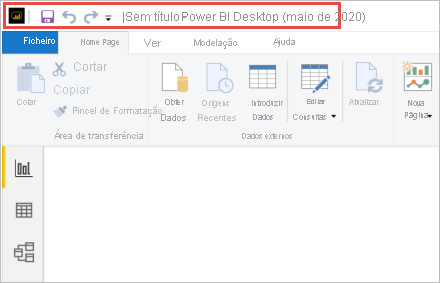 |Sem título Power BI Desktop (maio de 2020)
Ficheiro Home Page Ver Modelação Ajuda
Colar
Cortar
Copiar
Pincel de Formatação
Área de transferência
Obter
Dados
Origens
Recentes
Introduzir
Dados
Editar
Consultas
Atualizar
Dados externos
Nova
Página